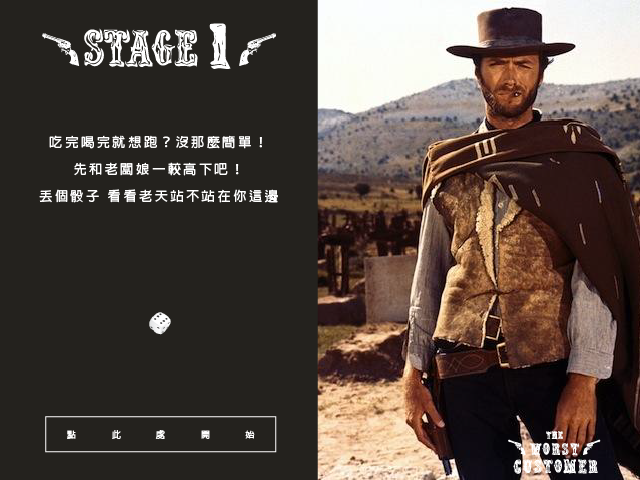 STAGE 1
吃完喝完就想跑？沒那麼簡單！
先和老闆娘一較高下吧！
丟個骰子 看看老天站不站在你這邊
點此處開始
THE
WORST
CUSTOMER